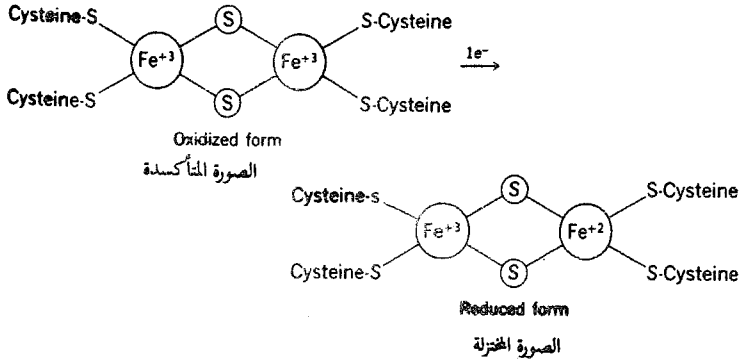 Cysteine-S S S-Cysteine
Fe+3 Fe+3 1e-
Cysteine-S S S-Cysteine
Oxidized form
الصورة المتأكسدة
Cysteine-s S S-Cysteine
Fe+3 Fe+2
Cysteine-S S S-Cysteine
Reduced form
الصورة المختزلة